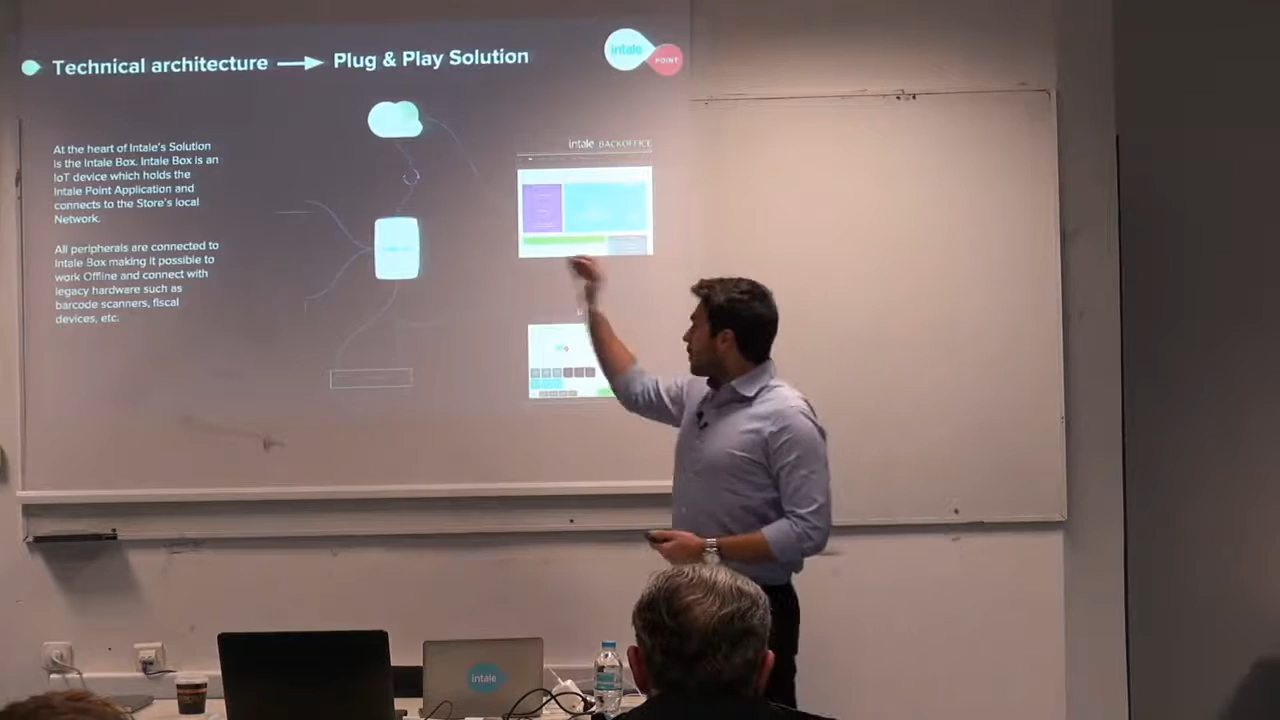 Technical architecture → Plug & Play Solution
intale
POINT
At the heart of Intale's Solution
is the Intale Box. Intale Box is an
IoT device which holds the
Intale Point Application and
connects to the Store's local
Network.
All peripherals are connected to
Intale Box making it possible to
work Offline and connect with
legacy hardware such as
barcode scanners, fiscal
devices, etc.
intale BACKOFFICE
intale